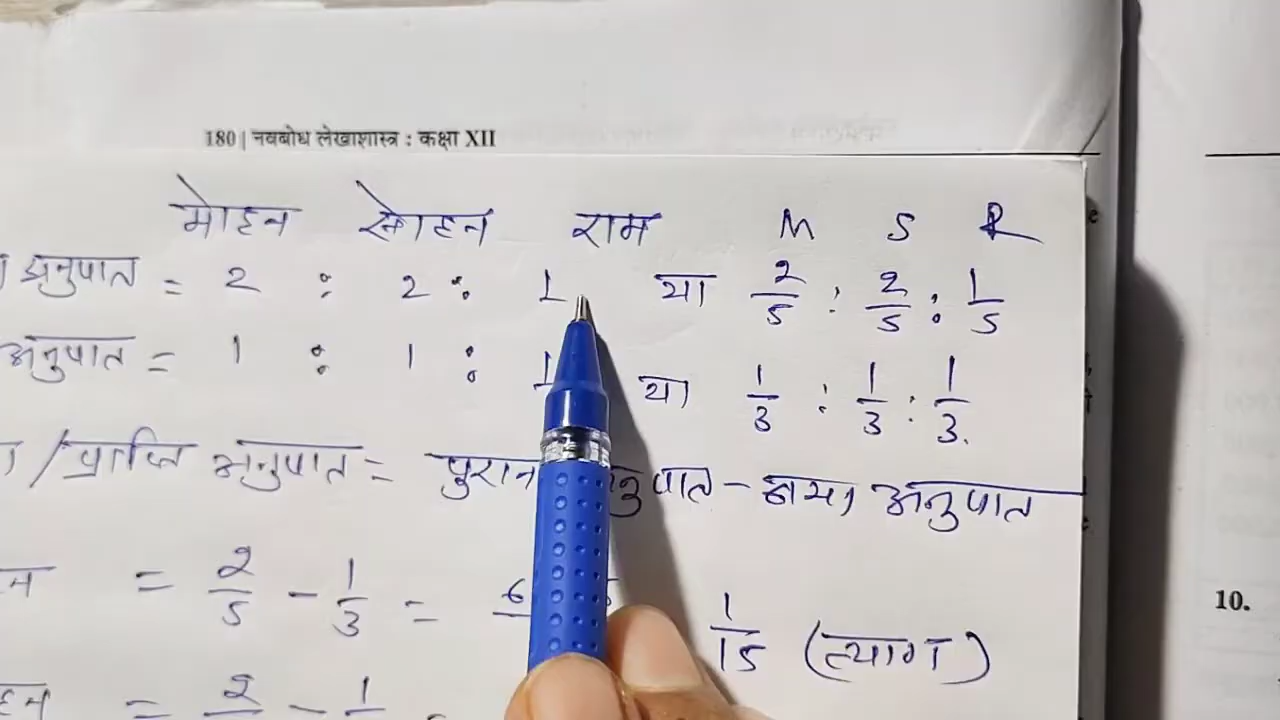 180 | नवबोध लेखाशास्त्र : कक्षा XII
मोहन सोहन राम M S R
अनुपात = 2 : 2 : 1 या 2/5 : 2/5 : 1/5
अनुपात = 1 : 1 : 1 या 1/3 : 1/3 : 1/3.
/प्राप्ति अनुपात = नया अनुपात
= 2/5 - 1/3 = 1/15 (त्याग)
= 2 - 1
10.